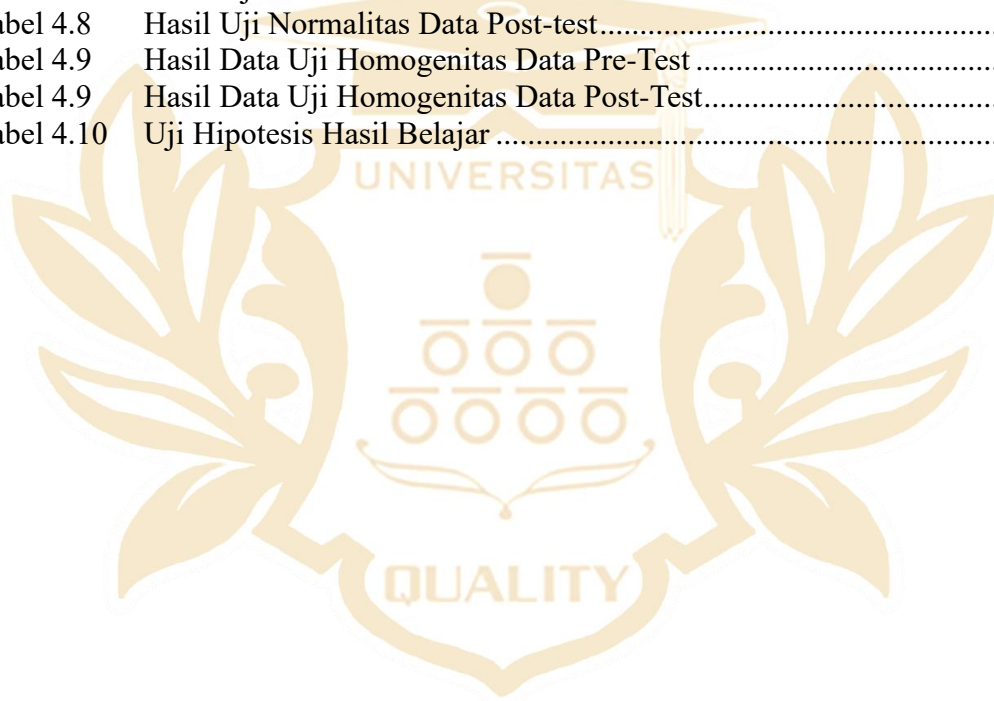 abel 4.8 Hasil Uji Normalitas Data Post-test
abel 4.9 Hasil Data Uji Homogenitas Data Pre-Test
abel 4.9 Hasil Data Uji Homogenitas Data Post-Test
abel 4.10 Uji Hipotesis Hasil Belajar
UNIVERSITAS
QUALITY